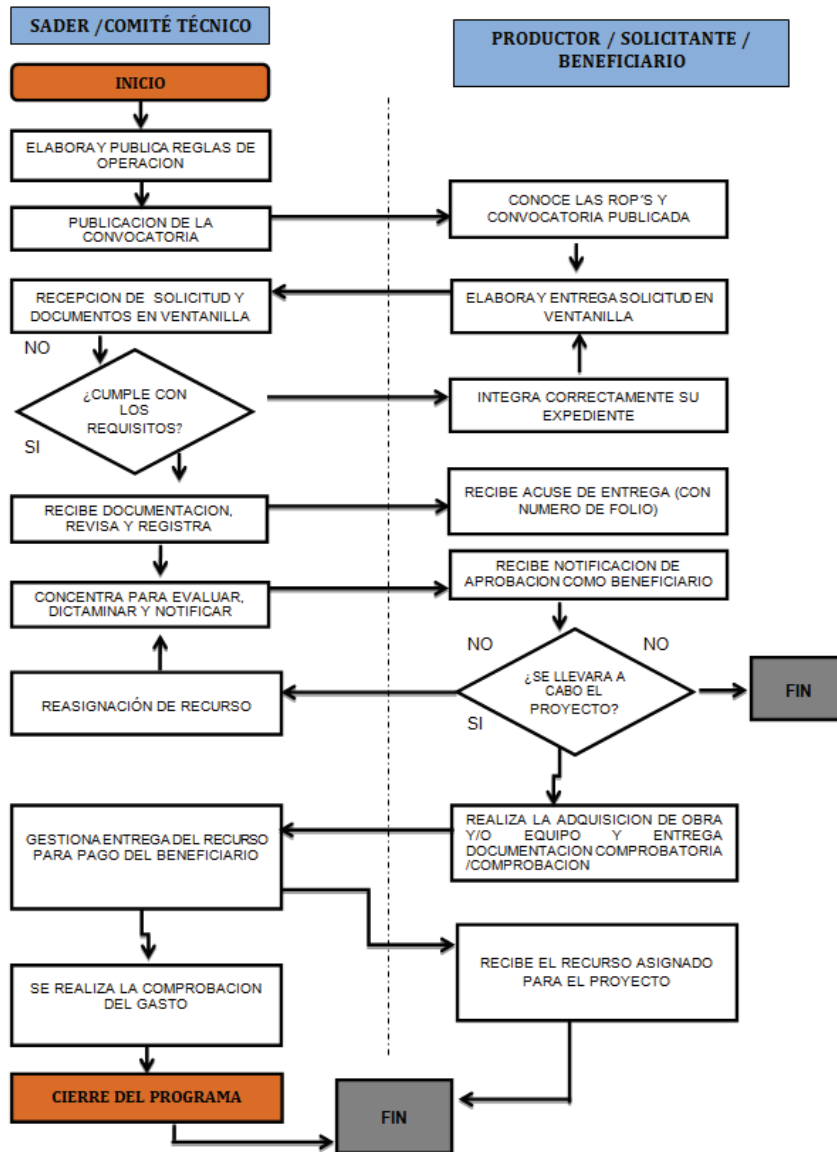 SADER /COMITÉ TÉCNICO
PRODUCTOR / SOLICITANTE /
BENEFICIARIO
INICIO
ELABORA Y PUBLICA REGLAS DE
OPERACION
PUBLICACION DE LA
CONVOCATORIA
CONOCE LAS ROP´S Y
CONVOCATORIA PUBLICADA
RECEPCION DE SOLICITUD Y
DOCUMENTOS EN VENTANILLA
ELABORA Y ENTREGA SOLICITUD EN
VENTANILLA
NO
¿CUMPLE CON
LOS
REQUISITOS?
SI
INTEGRA CORRECTAMENTE SU
EXPEDIENTE
RECIBE DOCUMENTACION,
REVISA Y REGISTRA
RECIBE ACUSE DE ENTREGA (CON
NUMERO DE FOLIO)
CONCENTRA PARA EVALUAR,
DICTAMINAR Y NOTIFICAR
RECIBE NOTIFICACION DE
APROBACION COMO BENEFICIARIO
NO
NO
¿SE LLEVARA A
CABO EL
PROYECTO?
SI
FIN
REASIGNACIÓN DE RECURSO
GESTIONA ENTREGA DEL RECURSO
PARA PAGO DEL BENEFICIARIO
REALIZA LA ADQUISICION DE OBRA
Y/O EQUIPO Y ENTREGA
DOCUMENTACION COMPROBATORIA
/COMPROBACION
SE REALIZA LA COMPROBACION
DEL GASTO
RECIBE EL RECURSO ASIGNADO
PARA EL PROYECTO
CIERRE DEL PROGRAMA
FIN